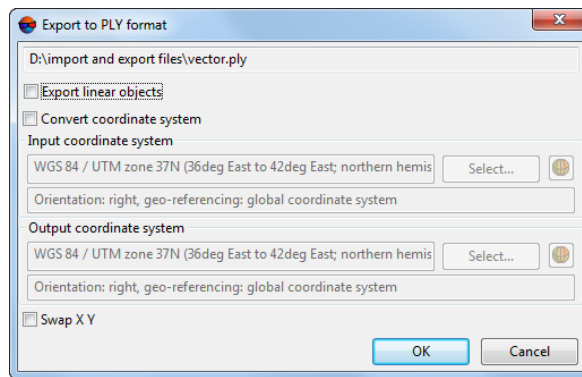 Export to PLY format
D:\import and export files\vector.ply
Export linear objects
Convert coordinate system
Input coordinate system
WGS 84 / UTM zone 37N (36deg East to 42deg East; northern hemis
Select...
Orientation: right, geo-referencing: global coordinate system
Output coordinate system
WGS 84 / UTM zone 37N (36deg East to 42deg East; northern hemis
Select...
Orientation: right, geo-referencing: global coordinate system
Swap X Y
OK
Cancel